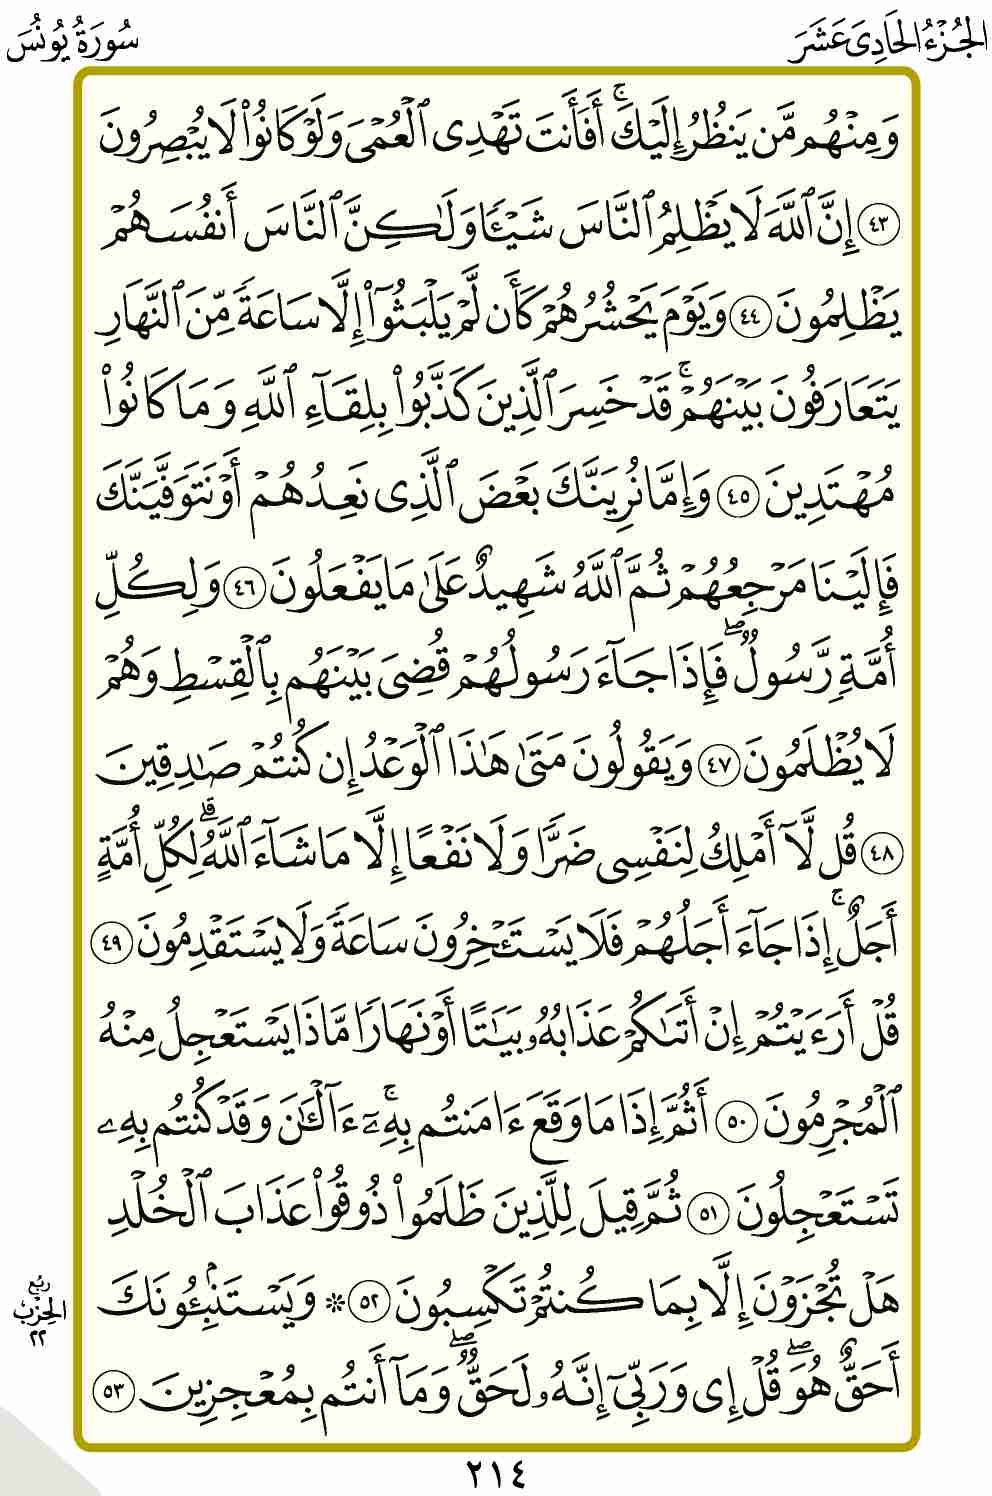 الجُزْءُ الحَادِيَ عَشَرَ
سُورَةُ يُونُسَ
وَمِنْهُم مَّن يَنظُرُ إِلَيْكَۚ أَفَأَنتَ تَهْدِى ٱلْعُمْىَ وَلَوْ كَانُوا۟ لَا يُبْصِرُونَ
٤٣ إِنَّ ٱللَّهَ لَا يَظْلِمُ ٱلنَّاسَ شَيْـًٔا وَلَـٰكِنَّ ٱلنَّاسَ أَنفُسَهُمْ
يَظْلِمُونَ ٤٤ وَيَوْمَ يَحْشُرُهُمْ كَأَن لَّمْ يَلْبَثُوٓا۟ إِلَّا سَاعَةً مِّنَ ٱلنَّهَارِ
يَتَعَارَفُونَ بَيْنَهُمْۚ قَدْ خَسِرَ ٱلَّذِينَ كَذَّبُوا۟ بِلِقَآءِ ٱللَّهِ وَمَا كَانُوا۟
مُهْتَدِينَ ٤٥ وَإِمَّا نُرِيَنَّكَ بَعْضَ ٱلَّذِى نَعِدُهُمْ أَوْ نَتَوَفَّيَنَّكَ
فَإِلَيْنَا مَرْجِعُهُمْ ثُمَّ ٱللَّهُ شَهِيدٌ عَلَىٰ مَا يَفْعَلُونَ ٤٦ وَلِكُلِّ
أُمَّةٍ رَّسُولٌۖ فَإِذَا جَآءَ رَسُولُهُمْ قُضِىَ بَيْنَهُم بِٱلْقِسْطِ وَهُمْ
لَا يُظْلَمُونَ ٤٧ وَيَقُولُونَ مَتَىٰ هَـٰذَا ٱلْوَعْدُ إِن كُنتُمْ صَـٰدِقِينَ
٤٨ قُل لَّآ أَمْلِكُ لِنَفْسِى ضَرًّا وَلَا نَفْعًا إِلَّا مَا شَآءَ ٱللَّهُۗ لِكُلِّ أُمَّةٍ
أَجَلٌۚ إِذَا جَآءَ أَجَلُهُمْ فَلَا يَسْتَـْٔخِرُونَ سَاعَةً وَلَا يَسْتَقْدِمُونَ ٤٩
قُلْ أَرَءَيْتُمْ إِنْ أَتَىٰكُمْ عَذَابُهُۥ بَيَـٰتًا أَوْ نَهَارًا مَّاذَا يَسْتَعْجِلُ مِنْهُ
ٱلْمُجْرِمُونَ ٥٠ أَثُمَّ إِذَا مَا وَقَعَ ءَامَنتُم بِهِۦٓۚ ءَآلْـَٔـٰنَ وَقَدْ كُنتُم بِهِۦ
تَسْتَعْجِلُونَ ٥١ ثُمَّ قِيلَ لِلَّذِينَ ظَلَمُوا۟ ذُوقُوا۟ عَذَابَ ٱلْخُلْدِ
هَلْ تُجْزَوْنَ إِلَّا بِمَا كُنتُمْ تَكْسِبُونَ ٥٢ ۞ وَيَسْتَنۢبِـُٔونَكَ
أَحَقٌّ هُوَۖ قُلْ إِى وَرَبِّىٓ إِنَّهُۥ لَحَقٌّۖ وَمَآ أَنتُم بِمُعْجِزِينَ ٥٣
ربع
الحزب
٢٢
٢١٤